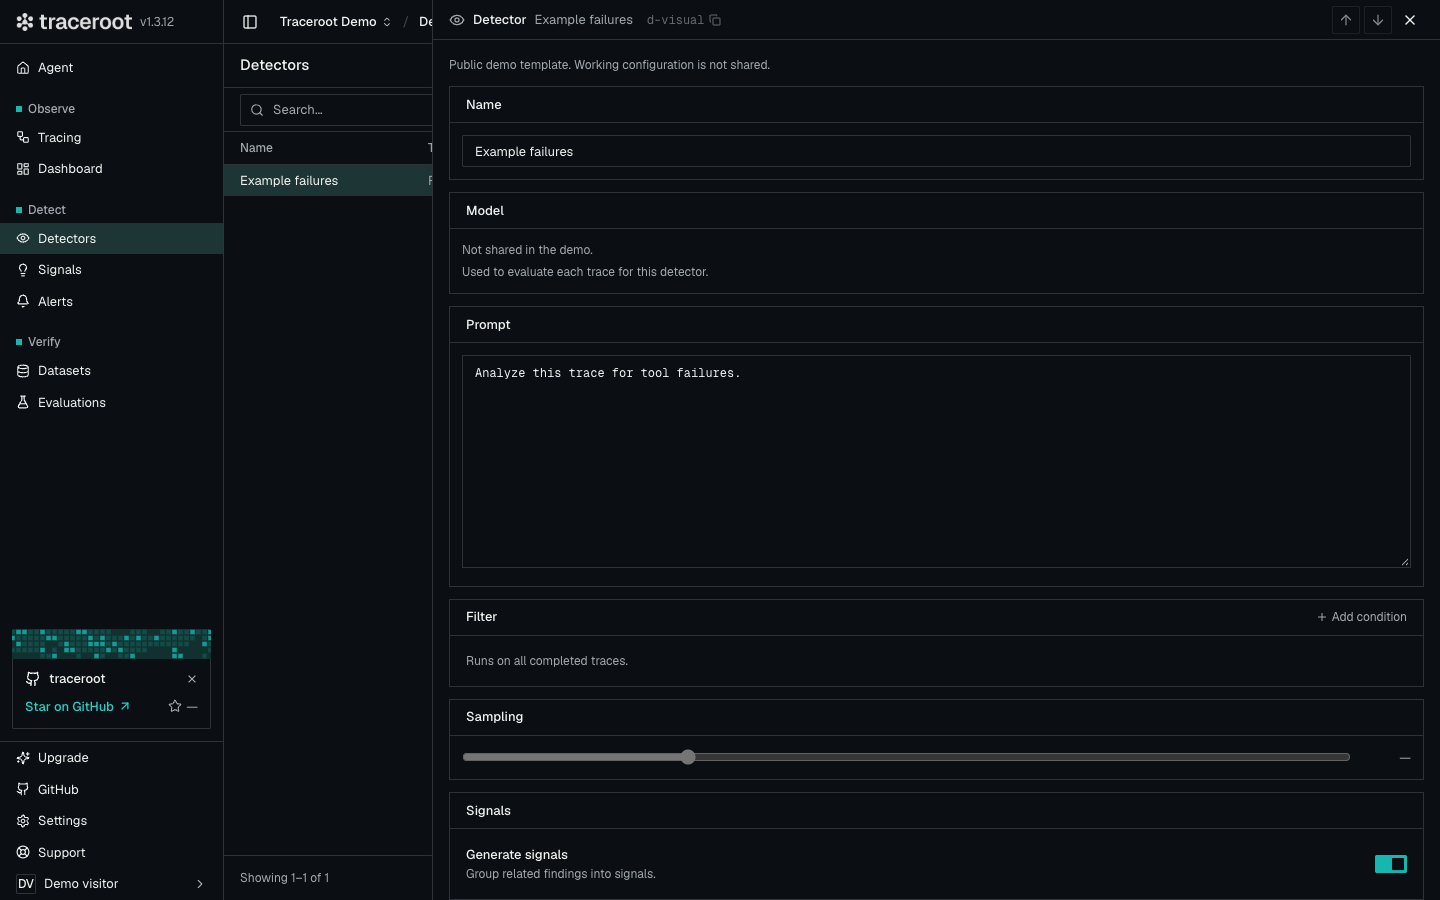 traceroot v1.3.12
Agent
Observe
Tracing
Dashboard
Detect
Detectors
Signals
Alerts
Verify
Datasets
Evaluations
traceroot
Star on GitHub
Upgrade
GitHub
Settings
Support
DV Demo visitor
Traceroot Demo / De
Detectors
Search...
Name T
Example failures
Showing 1–1 of 1
Detector Example failures d-visual
Public demo template. Working configuration is not shared.
Name
Example failures
Model
Not shared in the demo.
Used to evaluate each trace for this detector.
Prompt
Analyze this trace for tool failures.
Filter
Add condition
Runs on all completed traces.
Sampling
—
Signals
Generate signals
Group related findings into signals.